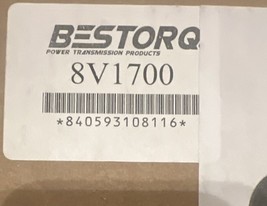 BESTORQ
POWER TRANSMISSION PRODUCTS
8V1700
*840593108116*